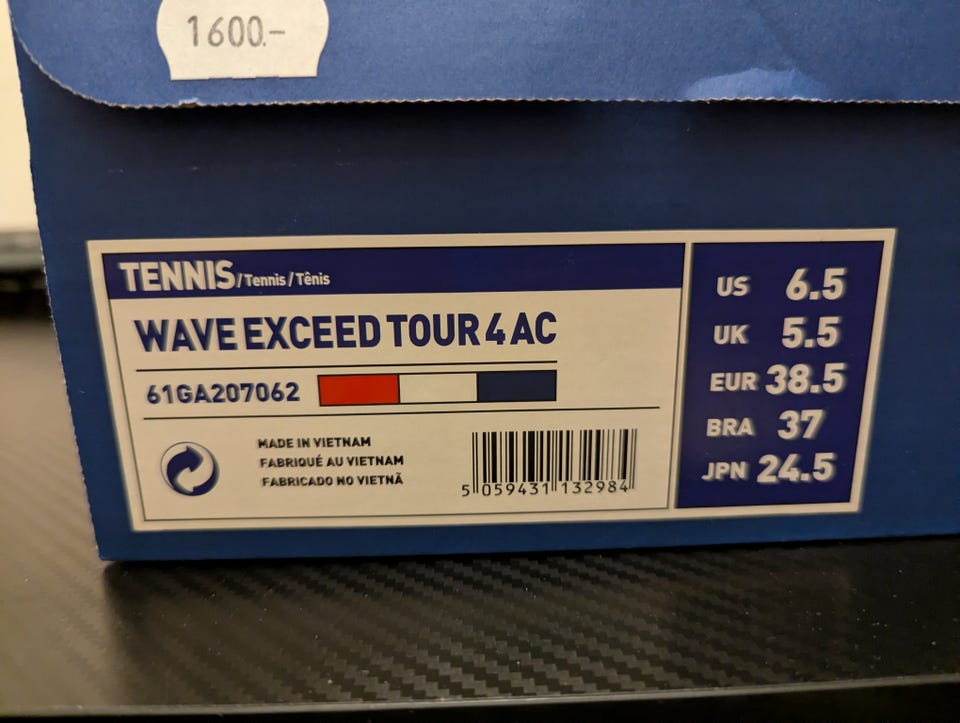 1600.-
TENNIS/Tennis/Tênis
WAVE EXCEED TOUR 4 AC
61GA207062
MADE IN VIETNAM
FABRIQUÉ AU VIETNAM
FABRICADO NO VIETNÃ
5 059431 132984
US 6.5
UK 5.5
EUR 38.5
BRA 37
JPN 24.5